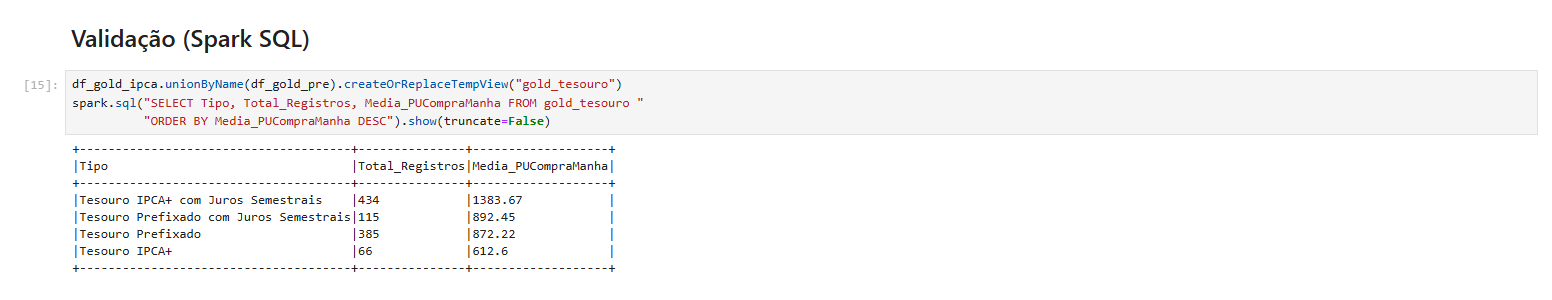 Validação (Spark SQL)
[15]:
df_gold_ipca.unionByName(df_gold_pre).createOrReplaceTempView("gold_tesouro")
spark.sql("SELECT Tipo, Total_Registros, Media_PUCompraManha FROM gold_tesouro "
          "ORDER BY Media_PUCompraManha DESC").show(truncate=False)
+----------------------------------+---------------+-------------------+
|Tipo                              |Total_Registros|Media_PUCompraManha|
+----------------------------------+---------------+-------------------+
|Tesouro IPCA+ com Juros Semestrais    |434            |1383.67            |
|Tesouro Prefixado com Juros Semestrais|115            |892.45             |
|Tesouro Prefixado                     |385            |872.22             |
|Tesouro IPCA+                         |66             |612.6              |
+----------------------------------+---------------+-------------------+